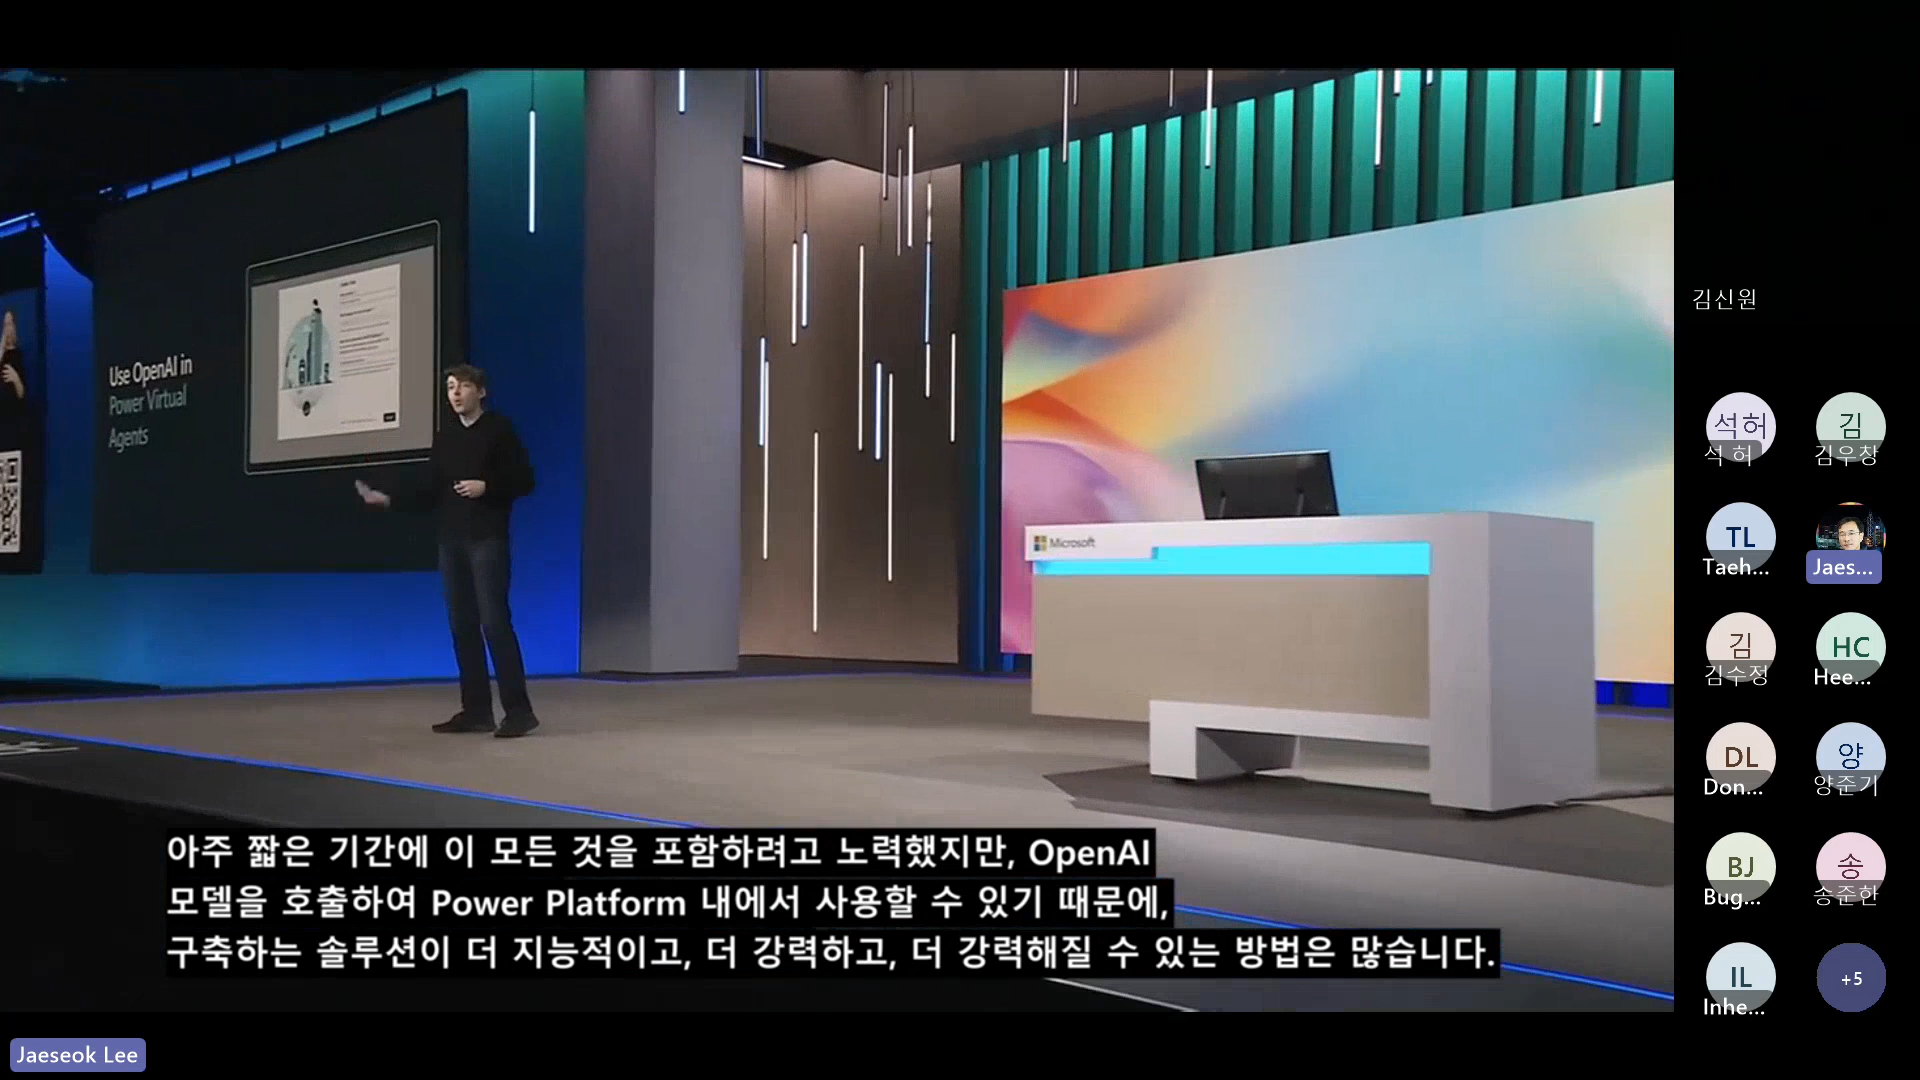 Use OpenAI in
Power Virtual
Agents
Microsoft
아주 짧은 기간에 이 모든 것을 포함하려고 노력했지만, OpenAI
모델을 호출하여 Power Platform 내에서 사용할 수 있기 때문에,
구축하는 솔루션이 더 지능적이고, 더 강력하고, 더 강력해질 수 있는 방법은 많습니다.
Jaeseok Lee
김신원
석허
석 허
김
김우창
TL
Taeh...
Jaes...
김
김수정
HC
Hee...
DL
Don...
양
양준기
BJ
Bug...
송
송준한
IL
Inhe...
+5